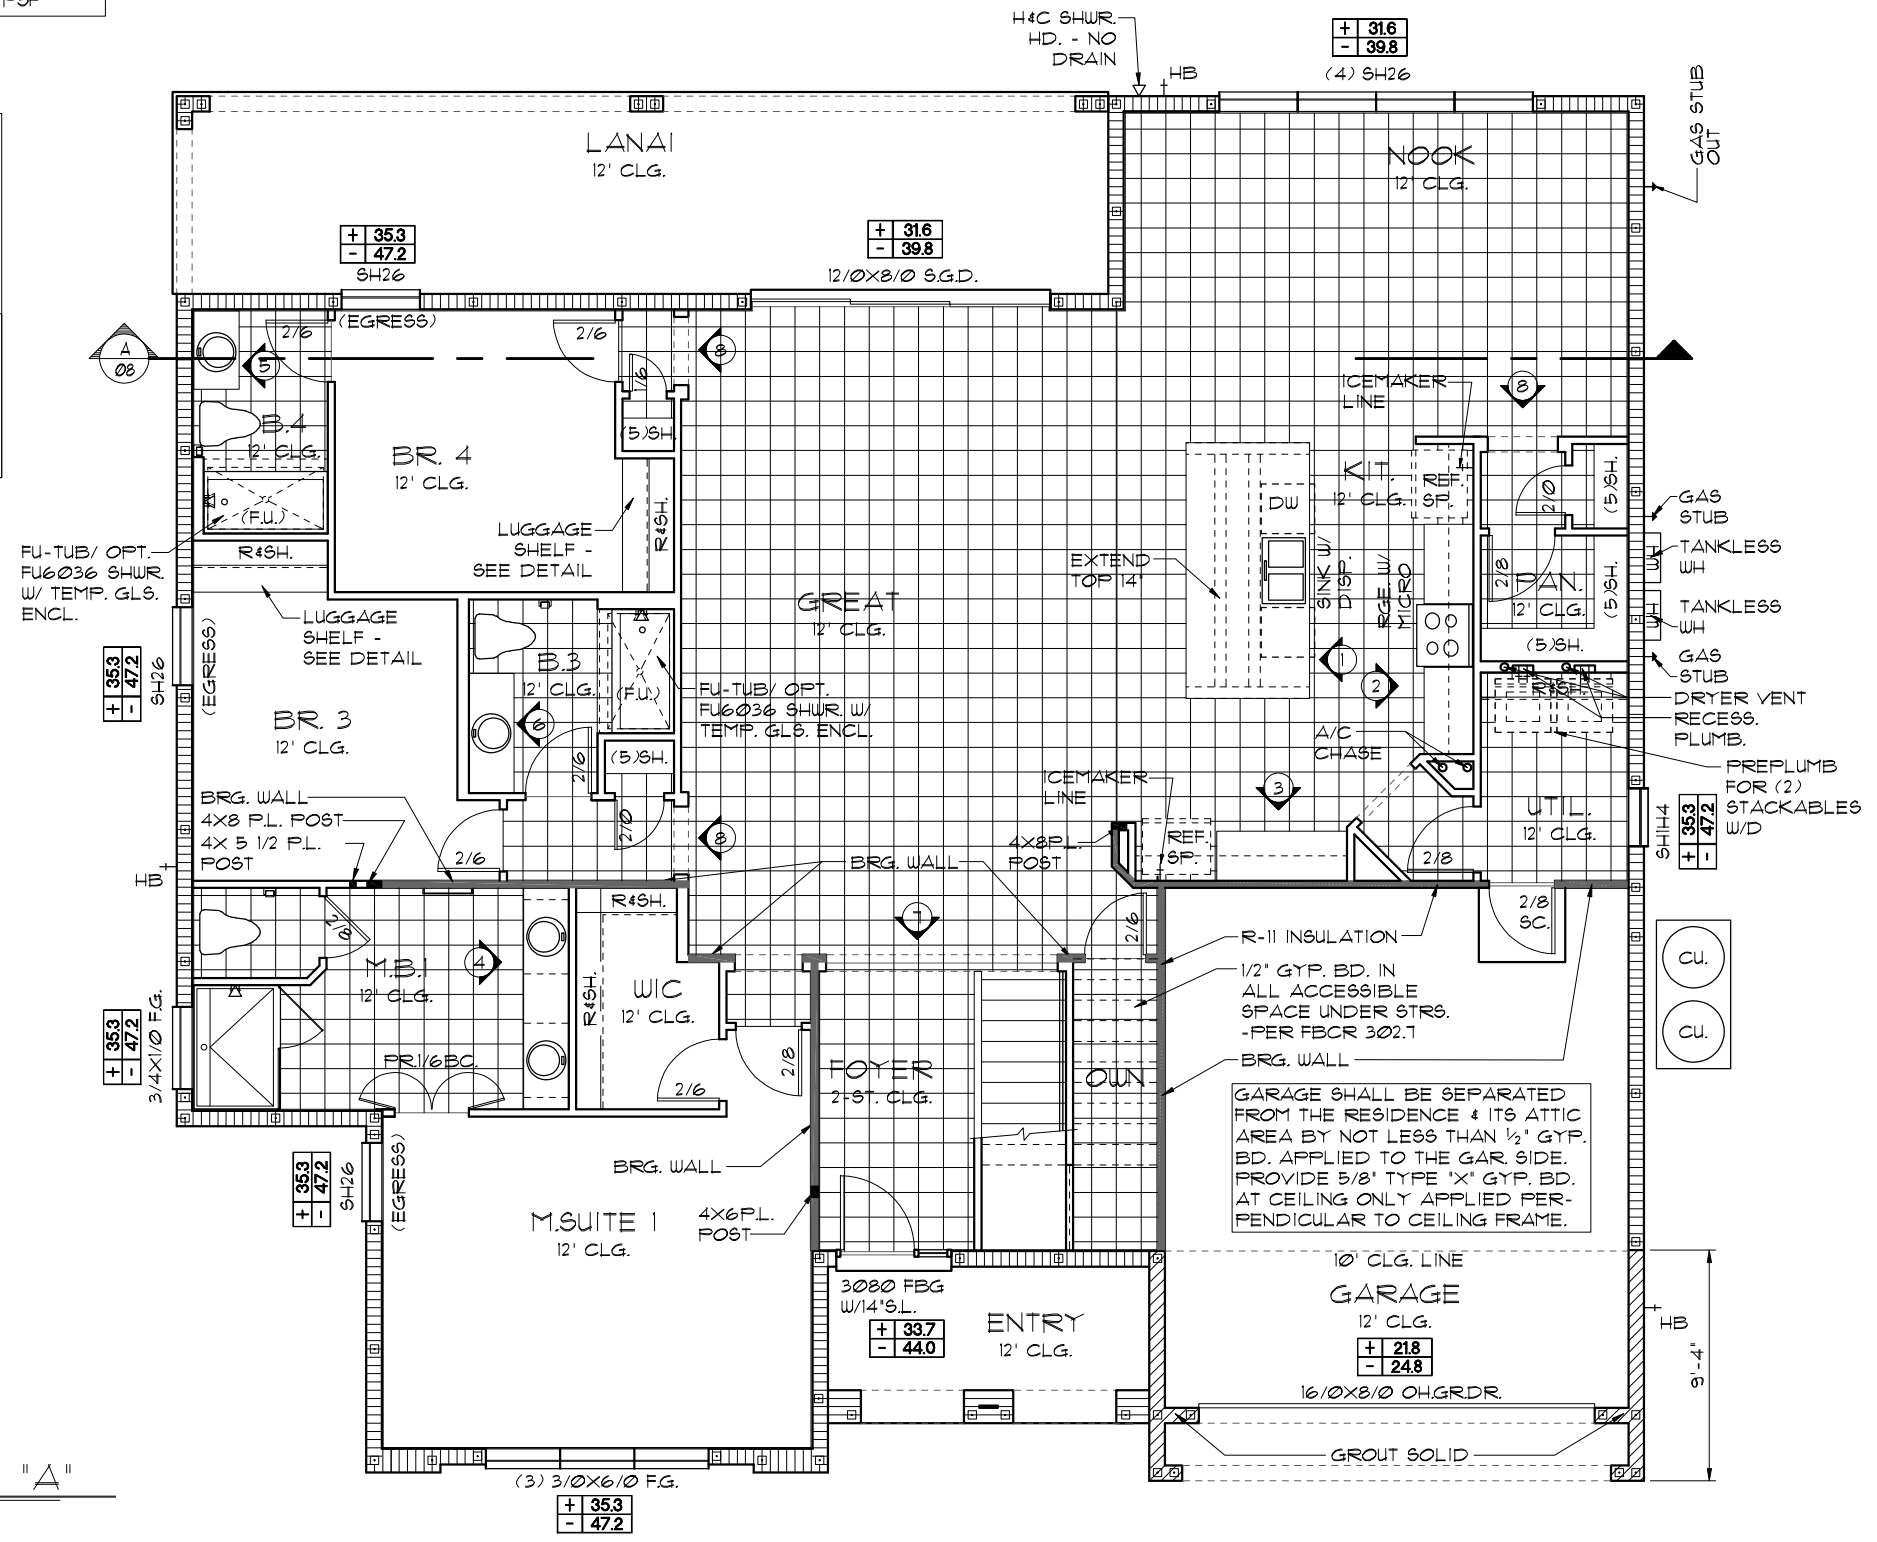 H&C SHWR.
HD. - NO
DRAIN
HB
+ 31.6
- 39.8
(4) SH26
GAS STUB
OUT
LANAI
12' CLG.
NOOK
12' CLG.
+ 35.3
- 47.2
SH26
(EGRESS)
+ 31.6
- 39.8
12/0X8/0 S.G.D.
A
08
2/6
5
2/6
1/6
8
B.4
12' CLG.
(5)SH.
BR. 4
12' CLG.
ICEMAKER
LINE
8
KIT.
12' CLG.
REF.
SP.
2/0
(5)SH.
GAS
STUB
(F.U.)
R&SH.
LUGGAGE
SHELF -
SEE DETAIL
R&SH.
DW
SINK W/
DISP.
EXTEND
TOP 14"
RGE. W/
MICRO
2/8
PAN.
12' CLG.
(5)SH.
(5)SH.
WH
TANKLESS
WH
WH
TANKLESS
WH
GAS
STUB
FU-TUB/ OPT.
FU6036 SHWR.
W/ TEMP. GLS.
ENCL.
LUGGAGE
SHELF -
SEE DETAIL
GREAT
12' CLG.
+ 35.3
- 47.2
SH26
(EGRESS)
B.3
12' CLG.
(F.U.)
FU-TUB/ OPT.
FU6036 SHWR. W/
TEMP. GLS. ENCL.
6
1
2
R&SH.
DRYER VENT
RECESS.
PLUMB.
BR. 3
12' CLG.
2/6
(5)SH.
A/C
CHASE
PREPLUMB
FOR (2)
STACKABLES
W/D
ICEMAKER
LINE
3
BRG. WALL
4X8 P.L. POST
4X 5 1/2 P.L.
POST
HB
2/6
2/0
8
BRG. WALL
4X8P.L.
POST
REF.
SP.
UTIL.
12' CLG.
2/8
SH1H4
+ 35.3
- 47.2
2/8
M.B.1
12' CLG.
4
R&SH.
R&SH.
WIC
12' CLG.
7
2/6
2/8
SC.
R-11 INSULATION
1/2" GYP. BD. IN
ALL ACCESSIBLE
SPACE UNDER STRS.
-PER FBCR 302.7
BRG. WALL
CU.
CU.
+ 35.3
- 47.2
3/4X1/0 F.G.
PR.1/6BC.
2/6
2/8
FOYER
2-ST. CLG.
OWN
GARAGE SHALL BE SEPARATED
FROM THE RESIDENCE & ITS ATTIC
AREA BY NOT LESS THAN 1/2" GYP.
BD. APPLIED TO THE GAR. SIDE.
PROVIDE 5/8" TYPE "X" GYP. BD.
AT CEILING ONLY APPLIED PER-
PENDICULAR TO CEILING FRAME.
+ 35.3
- 47.2
SH26
(EGRESS)
BRG. WALL
4X6P.L.
POST
M.SUITE 1
12' CLG.
10' CLG. LINE
GARAGE
12' CLG.
+ 21.8
- 24.8
16/0X8/0 OH.GR.DR.
HB
9'-4"
3080 FBG
W/14"S.L.
+ 33.7
- 44.0
ENTRY
12' CLG.
GROUT SOLID
"A"
(3) 3/0X6/0 F.G.
+ 35.3
- 47.2